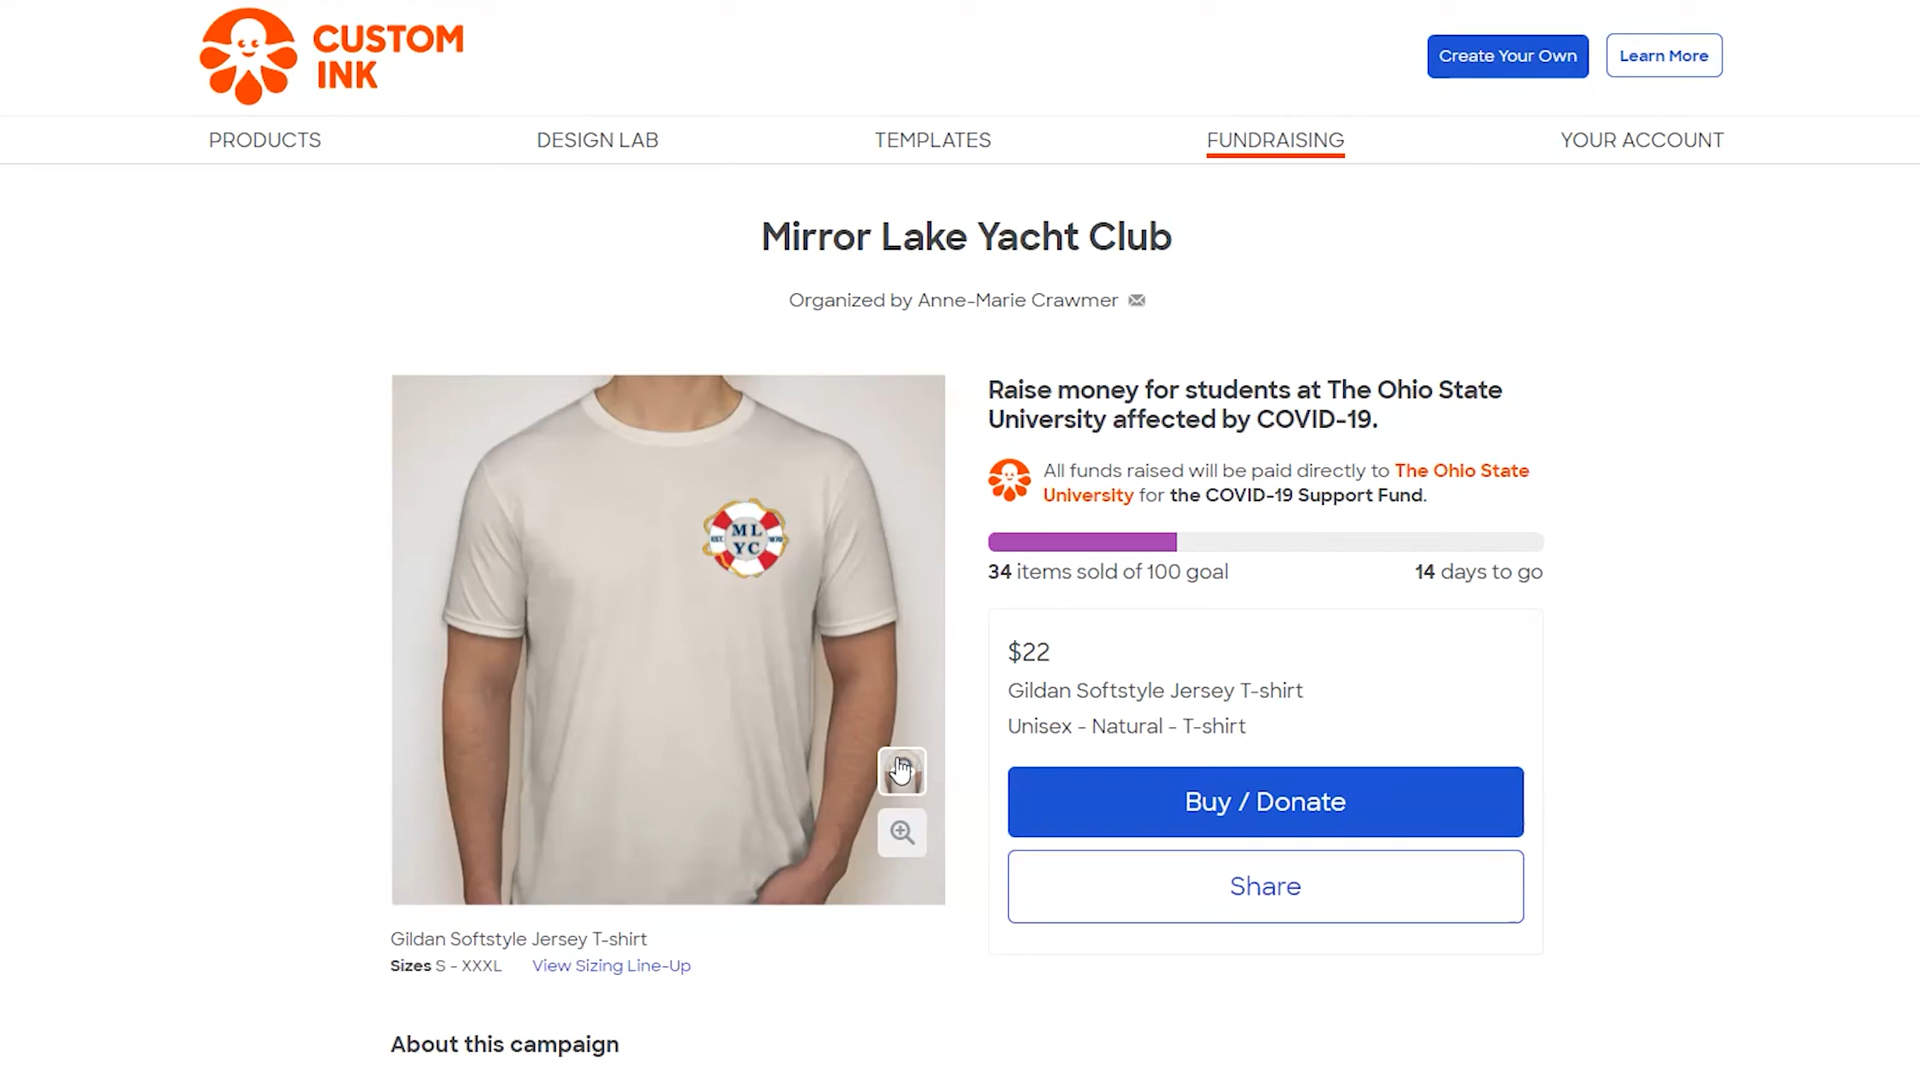 CUSTOM
INK
Create Your Own
Learn More
PRODUCTS
DESIGN LAB
TEMPLATES
FUNDRAISING
YOUR ACCOUNT
Mirror Lake Yacht Club
Organized by Anne-Marie Crawmer
Raise money for students at The Ohio State
University affected by COVID-19.
All funds raised will be paid directly to The Ohio State
University for the COVID-19 Support Fund.
34 items sold of 100 goal
14 days to go
ML
EST. 1870
YC
$22
Gildan Softstyle Jersey T-shirt
Unisex - Natural - T-shirt
Buy / Donate
Share
Gildan Softstyle Jersey T-shirt
Sizes S - XXXL
View Sizing Line-Up
About this campaign